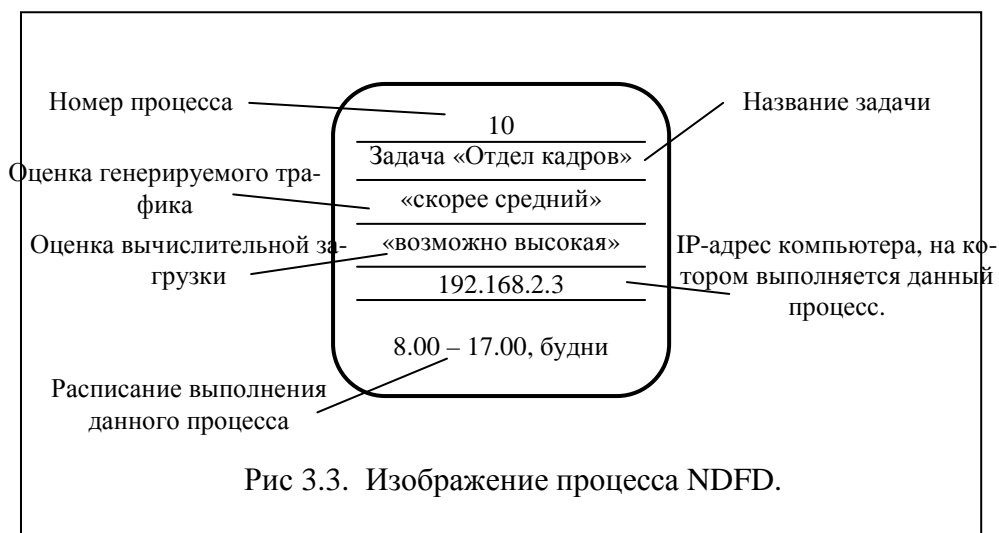 Номер процесса
10
Название задачи
Задача «Отдел кадров»
Оценка генерируемого тра-
фика
«скорее средний»
Оценка вычислительной за-
грузки
«возможно высокая»
IP-адрес компьютера, на ко-
тором выполняется данный
процесс.
192.168.2.3
8.00 – 17.00, будни
Расписание выполнения
данного процесса
Рис 3.3. Изображение процесса NDFD.